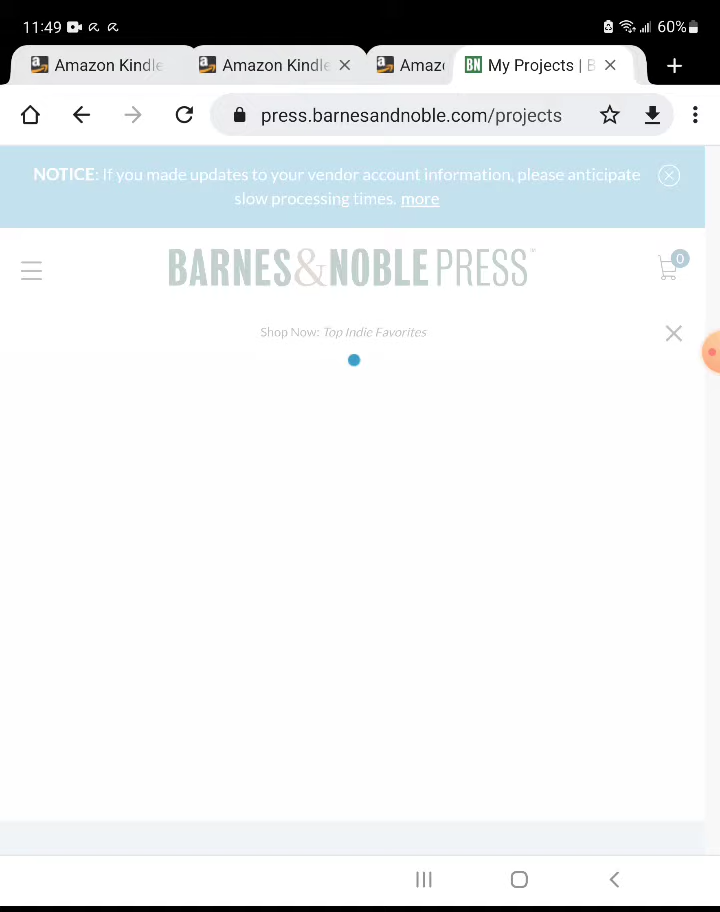 11:49 60%
Amazon Kindle Amazon Kindle Amaz My Projects | B
press.barnesandnoble.com/projects
NOTICE: If you made updates to your vendor account information, please anticipate
slow processing times. more
BARNES&NOBLE PRESS™
0
Shop Now: Top Indie Favorites